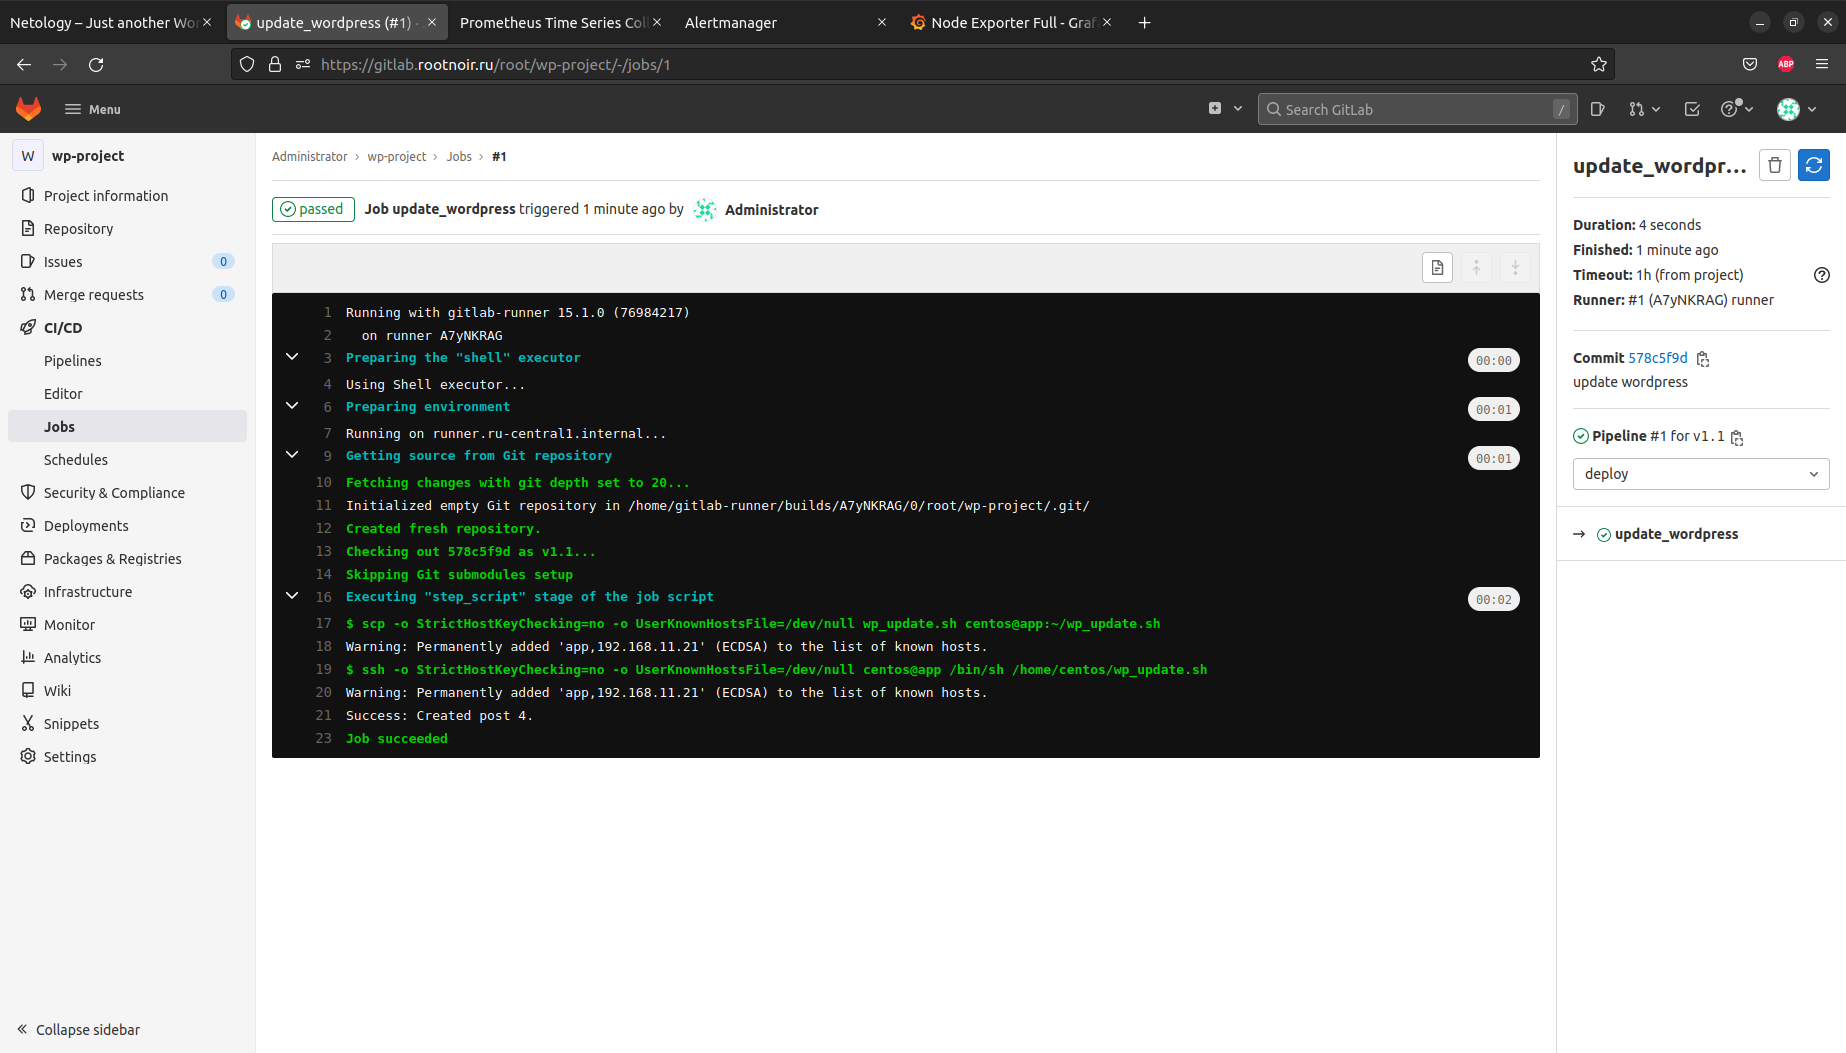 Netology – Just another Wor
update_wordpress (#1) ·
Prometheus Time Series Coll
Alertmanager
Node Exporter Full - Graf
https://gitlab.rootnoir.ru/root/wp-project/-/jobs/1
ABP
Menu
Search GitLab
/
W wp-project
Project information
Repository
Issues 0
Merge requests 0
CI/CD
Pipelines
Editor
Jobs
Schedules
Security & Compliance
Deployments
Packages & Registries
Infrastructure
Monitor
Analytics
Wiki
Snippets
Settings
Collapse sidebar
Administrator › wp-project › Jobs › #1
passed Job update_wordpress triggered 1 minute ago by Administrator
1 Running with gitlab-runner 15.1.0 (76984217)
2 on runner A7yNKRAG
3 Preparing the "shell" executor 00:00
4 Using Shell executor...
6 Preparing environment 00:01
7 Running on runner.ru-central1.internal...
9 Getting source from Git repository 00:01
10 Fetching changes with git depth set to 20...
11 Initialized empty Git repository in /home/gitlab-runner/builds/A7yNKRAG/0/root/wp-project/.git/
12 Created fresh repository.
13 Checking out 578c5f9d as v1.1...
14 Skipping Git submodules setup
16 Executing "step_script" stage of the job script 00:02
17 $ scp -o StrictHostKeyChecking=no -o UserKnownHostsFile=/dev/null wp_update.sh centos@app:~/wp_update.sh
18 Warning: Permanently added 'app,192.168.11.21' (ECDSA) to the list of known hosts.
19 $ ssh -o StrictHostKeyChecking=no -o UserKnownHostsFile=/dev/null centos@app /bin/sh /home/centos/wp_update.sh
20 Warning: Permanently added 'app,192.168.11.21' (ECDSA) to the list of known hosts.
21 Success: Created post 4.
23 Job succeeded
update_wordpr...
Duration: 4 seconds
Finished: 1 minute ago
Timeout: 1h (from project)
Runner: #1 (A7yNKRAG) runner
Commit 578c5f9d
update wordpress
Pipeline #1 for v1.1
deploy
→ update_wordpress